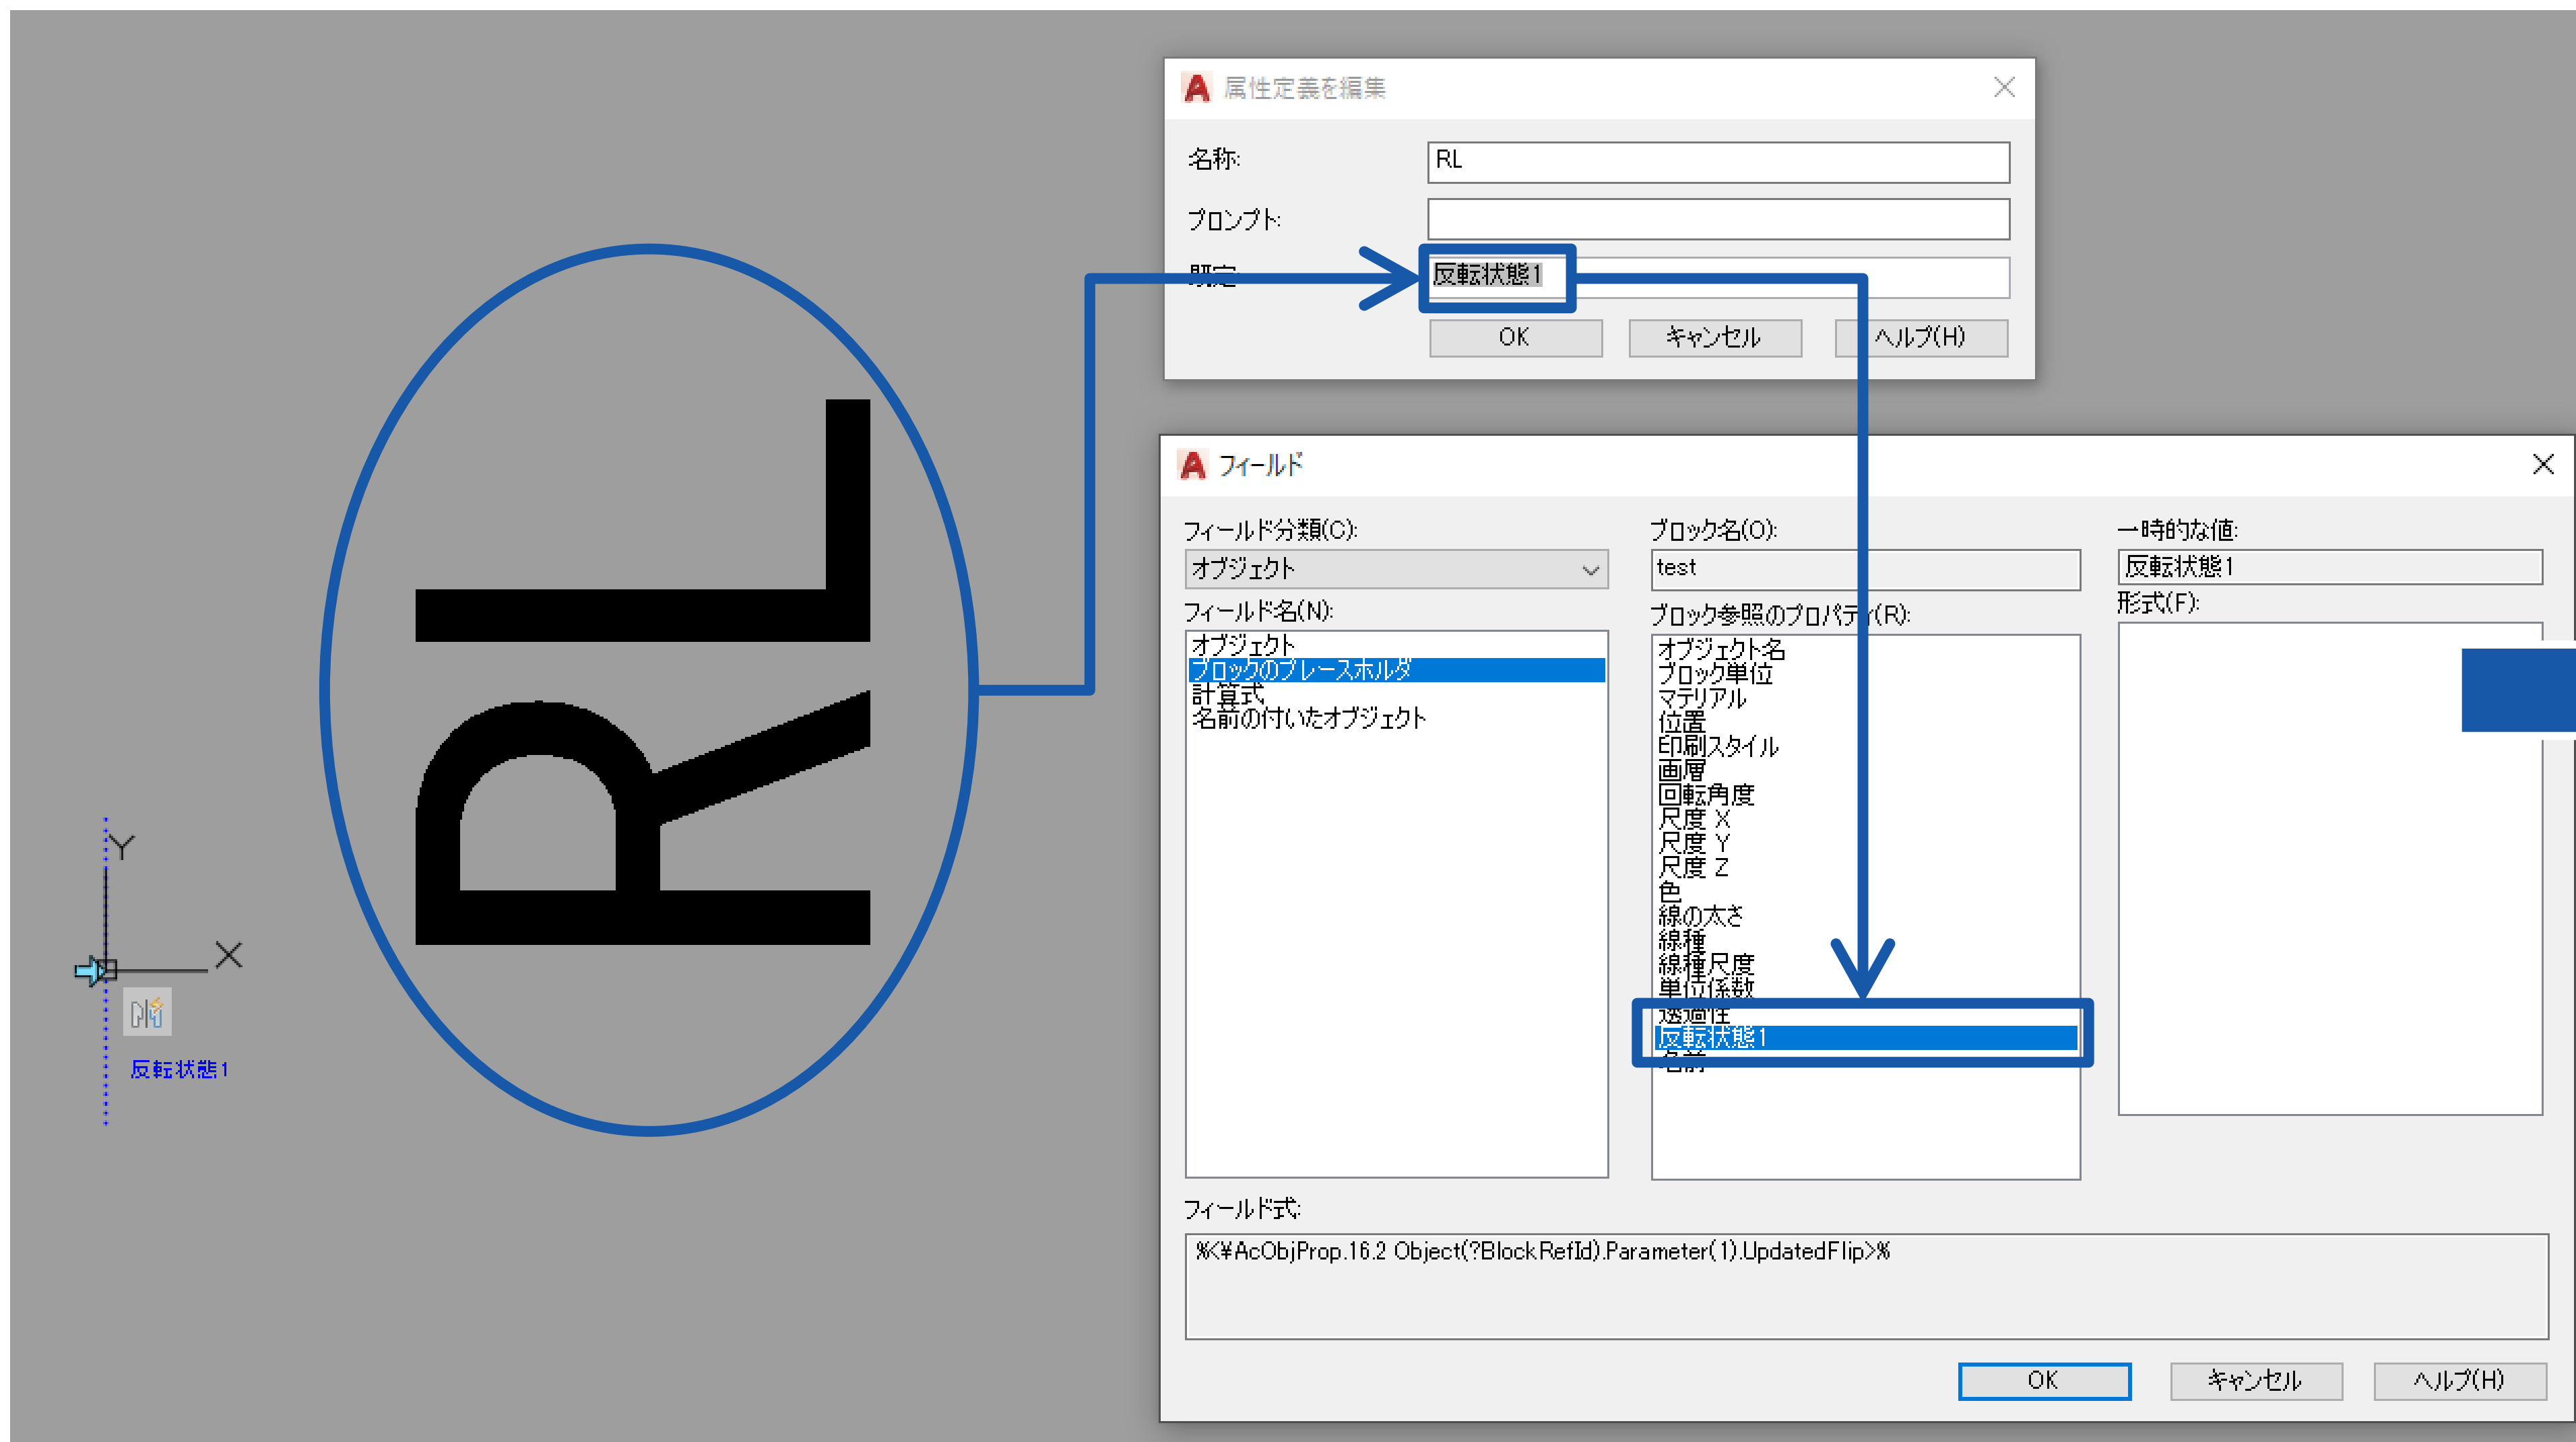 属性定義を編集
名称:
RL
プロンプト:
既定:
反転状態1
OK
キャンセル
ヘルプ(H)
RL
Y
X
反転状態1
フィールド
フィールド分類(C):
オブジェクト
フィールド名(N):
オブジェクト
ブロックのプレースホルダ
計算式
名前の付いたオブジェクト
ブロック名(O):
test
ブロック参照のプロパティ(R):
オブジェクト名
ブロック単位
マテリアル
位置
印刷スタイル
画層
回転角度
尺度 X
尺度 Y
尺度 Z
色
線の太さ
線種
線種尺度
単位係数
透過性
反転状態1
名前
一時的な値:
反転状態1
形式(F):
フィールド式:
%<¥AcObjProp.16.2 Object(?BlockRefId).Parameter(1).UpdatedFlip>%
OK
キャンセル
ヘルプ(H)